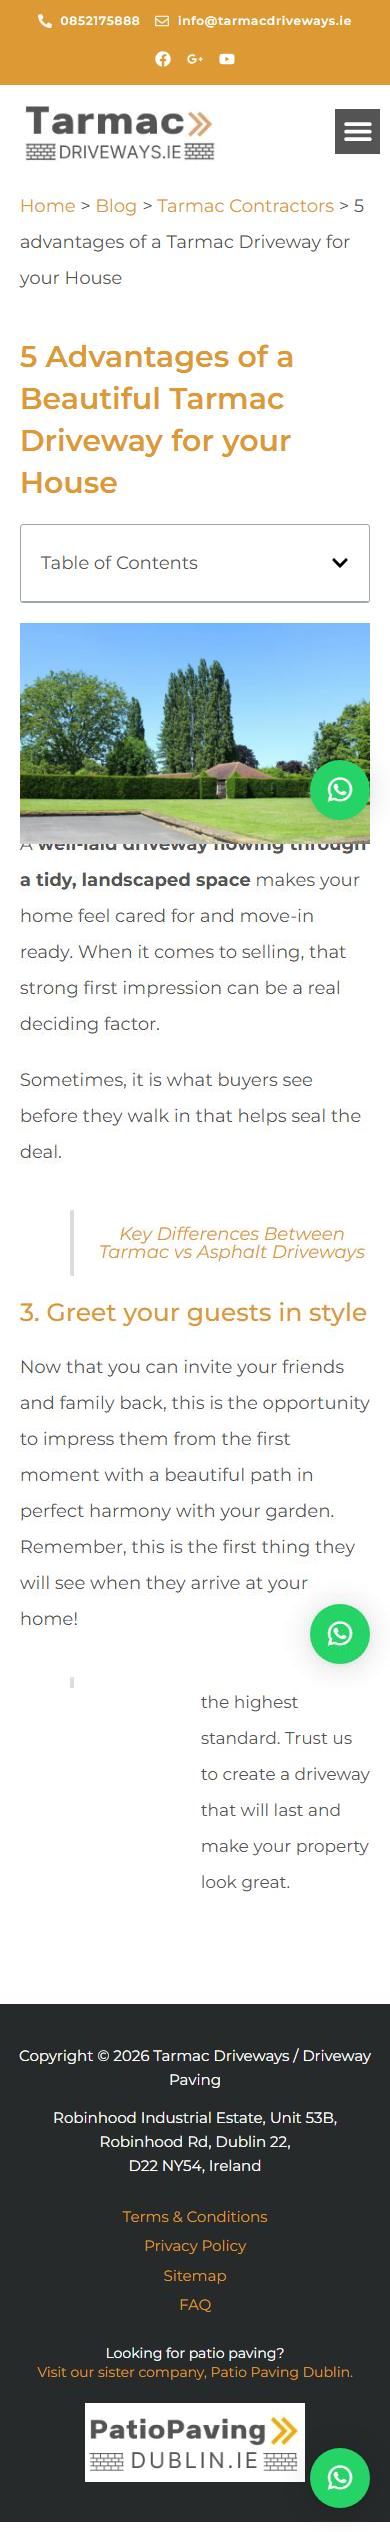 0852175888 info@tarmacdriveways.ie
Tarmac
DRIVEWAYS.IE
Home > Blog > Tarmac Contractors > 5
advantages of a Tarmac Driveway for
your House
5 Advantages of a
Beautiful Tarmac
Driveway for your
House
Table of Contents
A well-laid driveway flowing through
a tidy, landscaped space makes your
home feel cared for and move-in
ready. When it comes to selling, that
strong first impression can be a real
deciding factor.
Sometimes, it is what buyers see
before they walk in that helps seal the
deal.
Key Differences Between
Tarmac vs Asphalt Driveways
3. Greet your guests in style
Now that you can invite your friends
and family back, this is the opportunity
to impress them from the first
moment with a beautiful path in
perfect harmony with your garden.
Remember, this is the first thing they
will see when they arrive at your
home!
the highest
standard. Trust us
to create a driveway
that will last and
make your property
look great.
Copyright © 2026 Tarmac Driveways / Driveway
Paving
Robinhood Industrial Estate, Unit 53B,
Robinhood Rd, Dublin 22,
D22 NY54, Ireland
Terms & Conditions
Privacy Policy
Sitemap
FAQ
Looking for patio paving?
Visit our sister company, Patio Paving Dublin.
PatioPaving
DUBLIN.IE